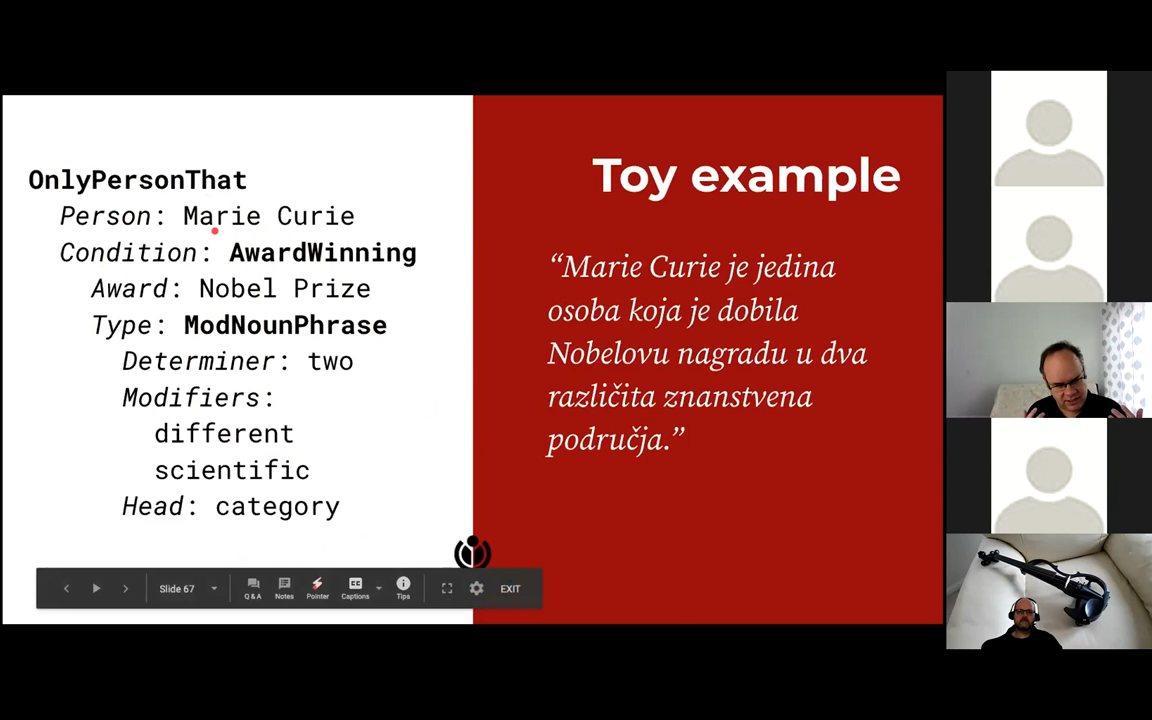 OnlyPersonThat
Person: Marie Curie
Condition: AwardWinning
Award: Nobel Prize
Type: ModNounPhrase
Determiner: two
Modifiers:
different
scientific
Head: category
Toy example
“Marie Curie je jedina
osoba koja je dobila
Nobelovu nagradu u dva
različita znanstvena
područja.”
Slide 67
Q & A
Notes
Pointer
CC
Captions
Tips
EXIT